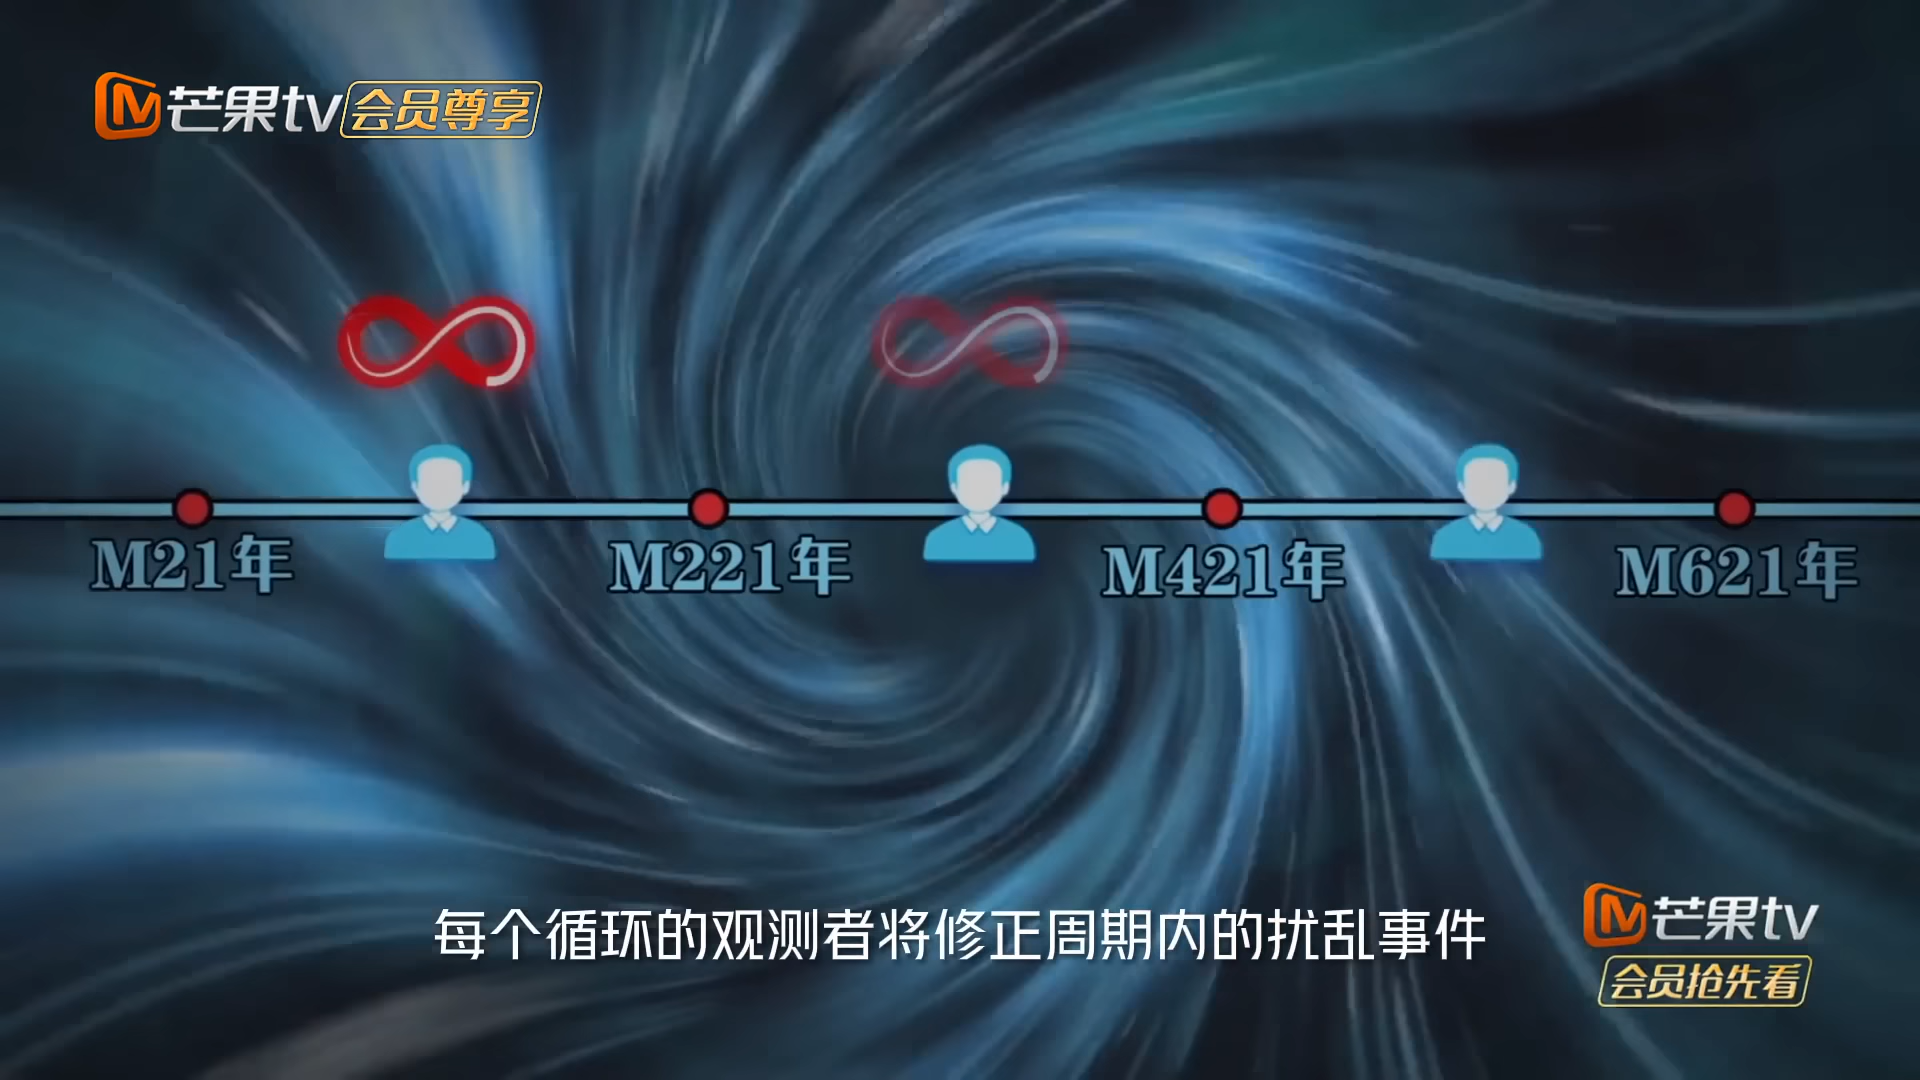 芒果tv会员尊享
M21年
M221年
M421年
M621年
每个循环的观测者将修正周期内的扰乱事件
芒果tv
会员抢先看